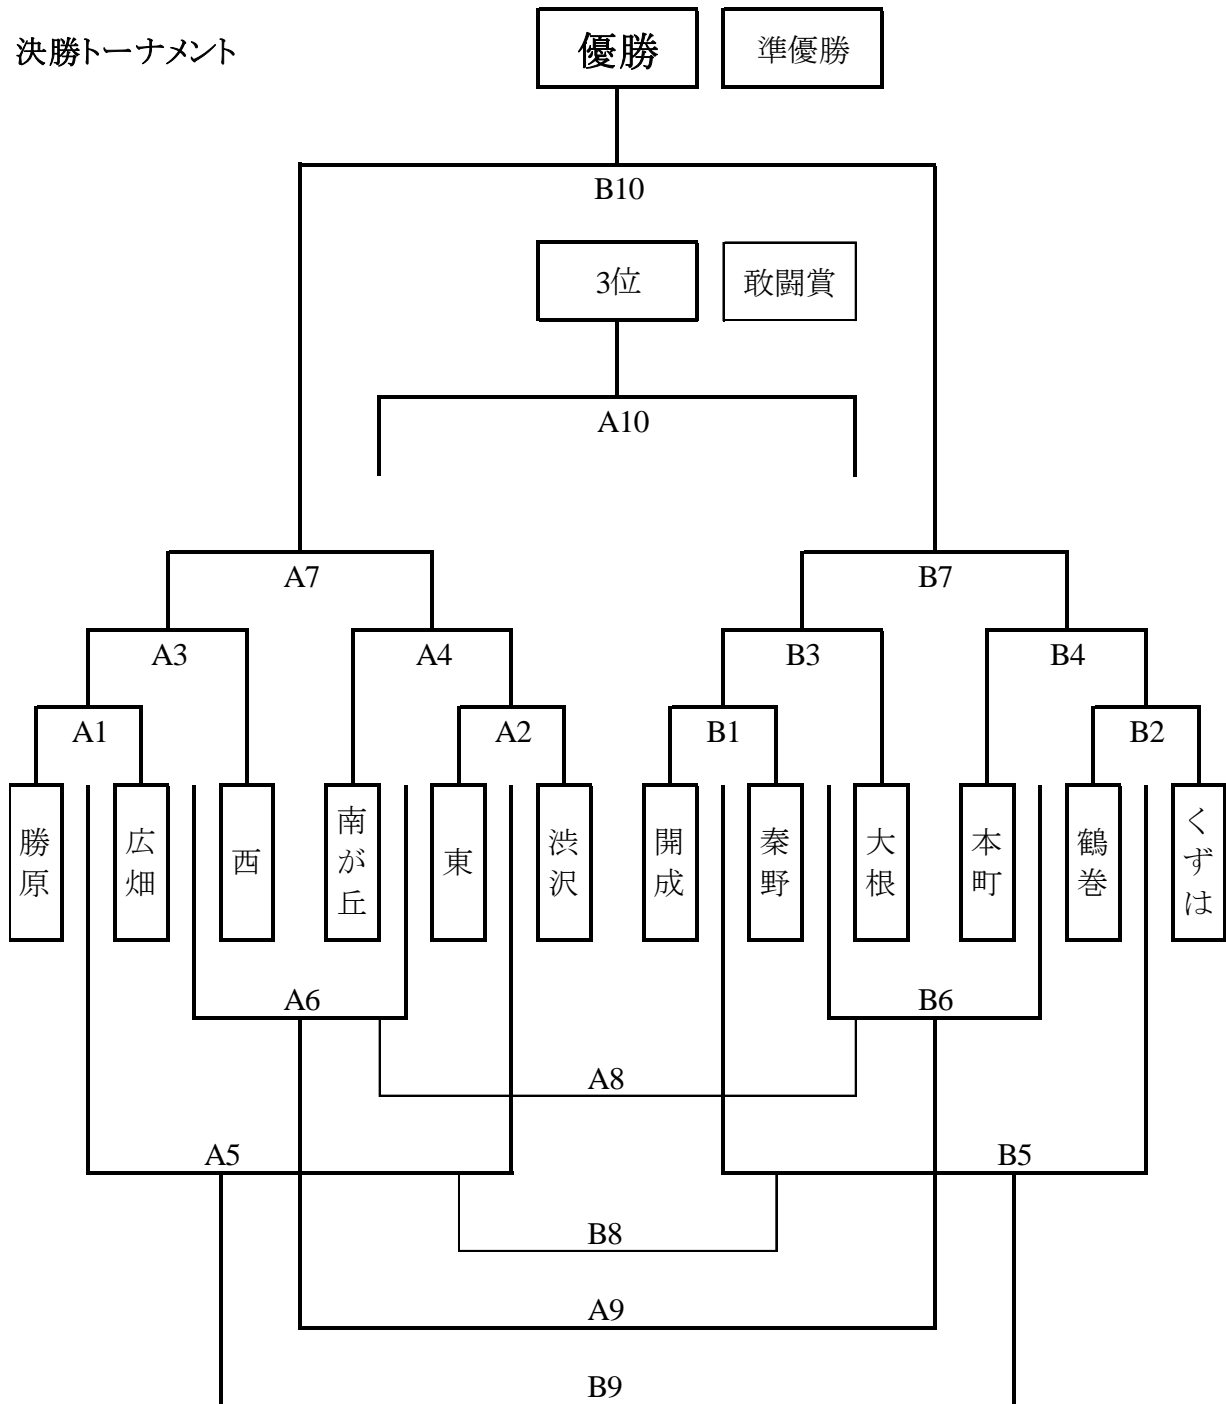 決勝トーナメント
優勝
準優勝
B10
3位
敢闘賞
A10
A7
B7
A3
A4
B3
B4
A1
A2
B1
B2
勝原
広畑
西
南が丘
東
渋沢
開成
秦野
大根
本町
鶴巻
くずは
A6
B6
A8
A5
B5
B8
A9
B9